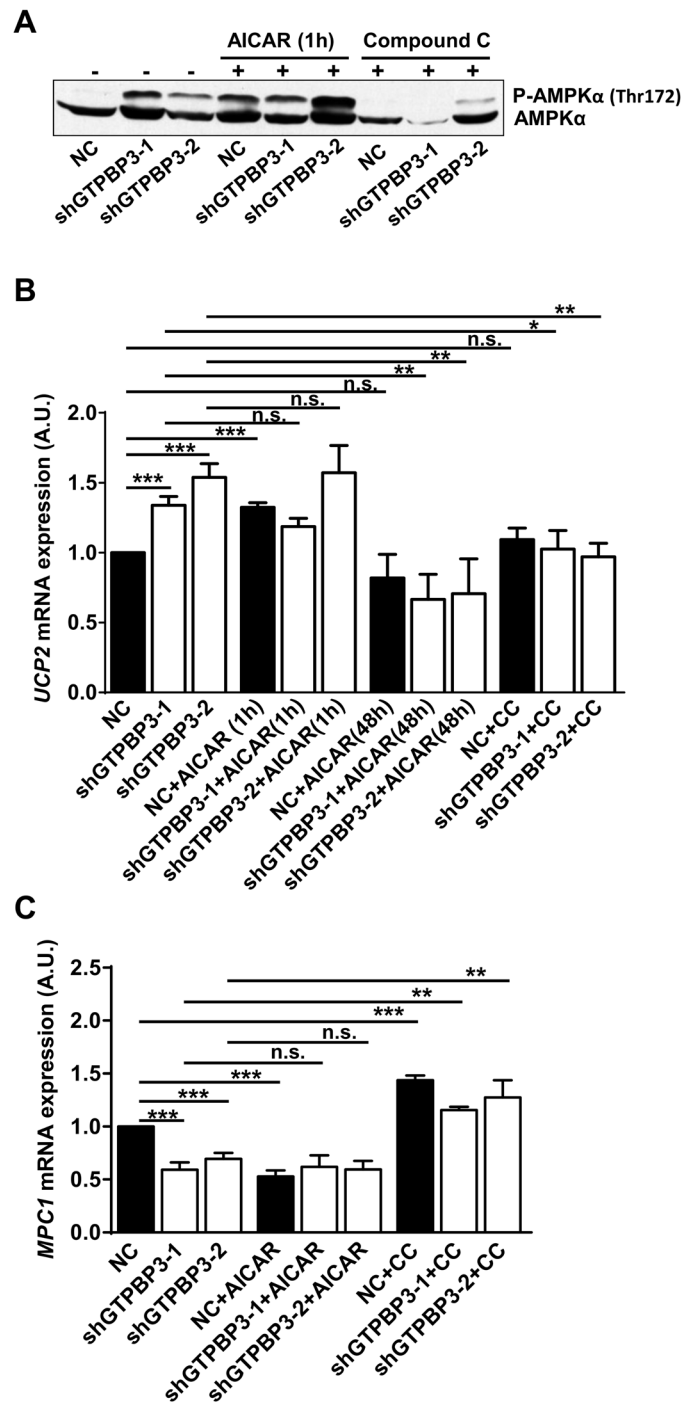 A
AICAR (1h) Compound C
- - - + + + + + +
P-AMPKα (Thr172)
AMPKα
NC shGTPBP3-1 shGTPBP3-2 NC shGTPBP3-1 shGTPBP3-2 NC shGTPBP3-1 shGTPBP3-2
B
**
*
n.s.
**
**
n.s.
n.s.
n.s.
***
***
***
UCP2 mRNA expression (A.U.)
2.0
1.5
1.0
0.5
0.0
NC shGTPBP3-1 shGTPBP3-2 NC+AICAR (1h) shGTPBP3-1+AICAR(1h) shGTPBP3-2+AICAR(1h) NC+AICAR(48h) shGTPBP3-1+AICAR(48h) shGTPBP3-2+AICAR(48h) NC+CC shGTPBP3-1+CC shGTPBP3-2+CC
C
**
**
***
n.s.
n.s.
***
***
***
MPC1 mRNA expression (A.U.)
2.5
2.0
1.5
1.0
0.5
0.0
NC shGTPBP3-1 shGTPBP3-2 NC+AICAR shGTPBP3-1+AICAR shGTPBP3-2+AICAR NC+CC shGTPBP3-1+CC shGTPBP3-2+CC